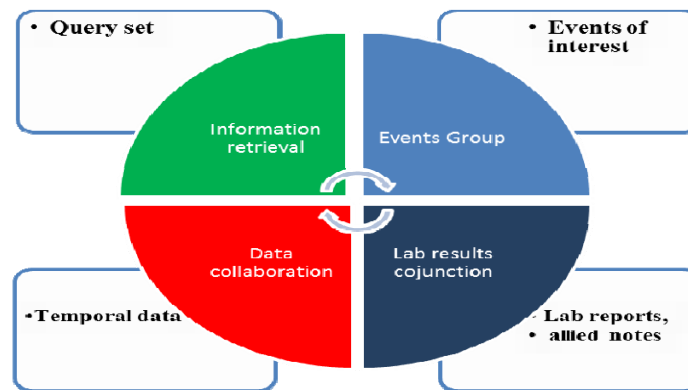 • Query set
• Events of
interest
Information
retrieval
Events Group
Data
collaboration
Lab results
cojunction
•Temporal data
• Lab reports,
• allied notes